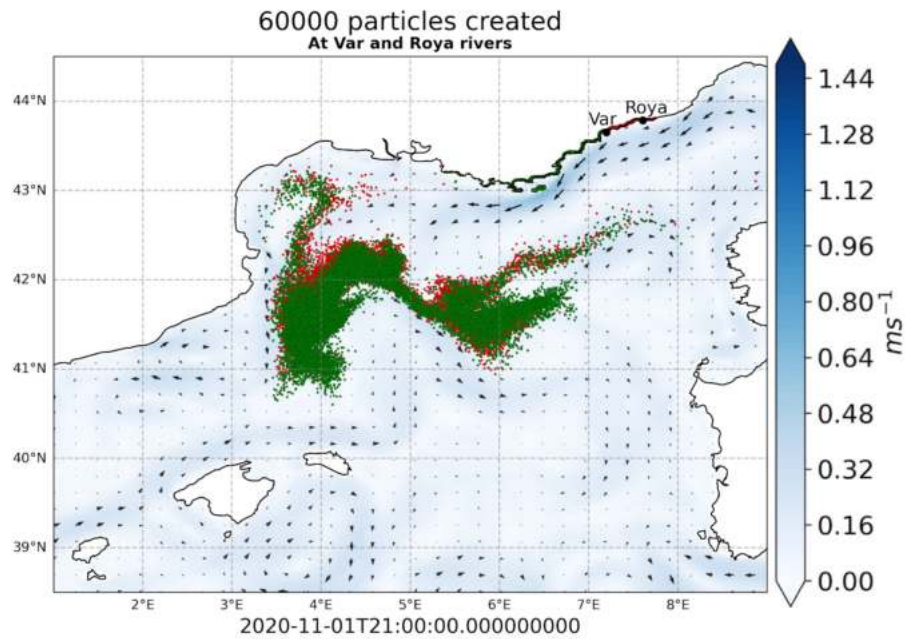 60000 particles created
At Var and Roya rivers
44°N
43°N
42°N
41°N
40°N
39°N
Var
Roya
2°E 3°E 4°E 5°E 6°E 7°E 8°E
2020-11-01T21:00:00.000000000
1.44
1.28
1.12
0.96
0.80
0.64
0.48
0.32
0.16
0.00
ms⁻¹